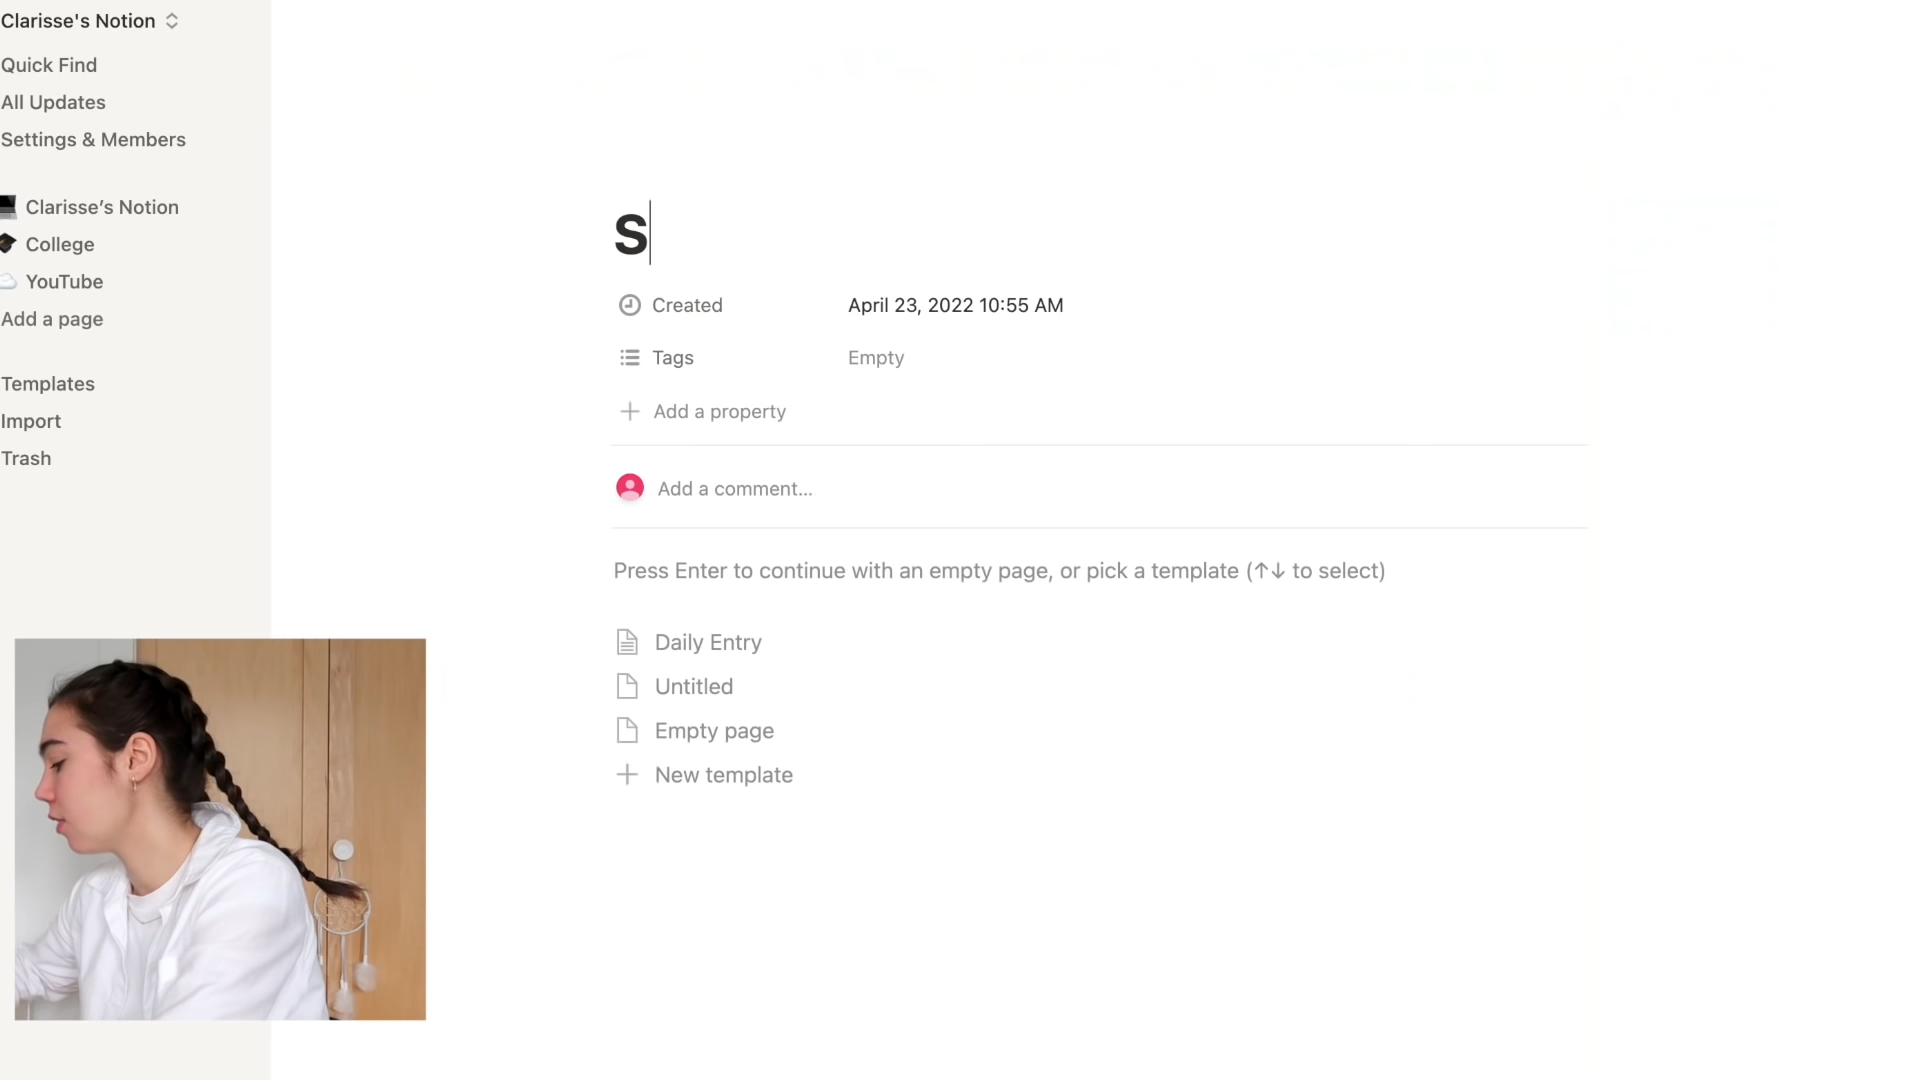 Clarisse's Notion
Quick Find
All Updates
Settings & Members
Clarisse’s Notion
College
YouTube
Add a page
Templates
Import
Trash
S
Created April 23, 2022 10:55 AM
Tags Empty
Add a property
Add a comment...
Press Enter to continue with an empty page, or pick a template (↑↓ to select)
Daily Entry
Untitled
Empty page
New template